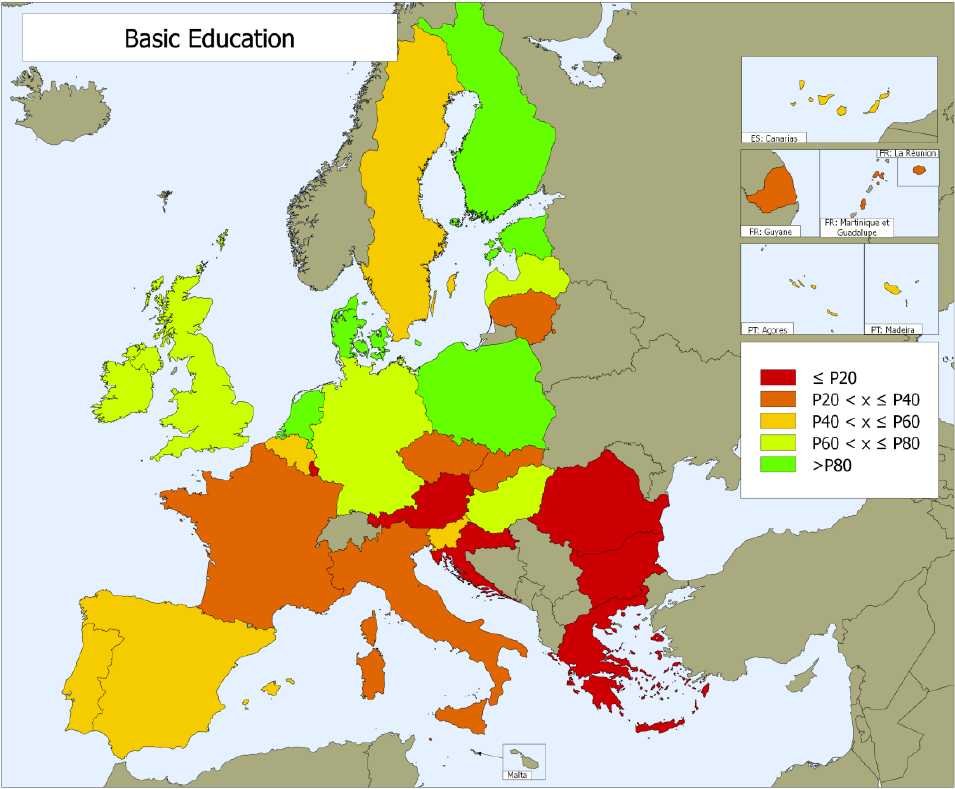 Basic Education
ES: Canarias
FR: La Réunion
FR: Guyane
FR: Martinique et
Guadalupe
PT: Açores
PT: Madeira
≤ P20
P20 < x ≤ P40
P40 < x ≤ P60
P60 < x ≤ P80
>P80
Malta